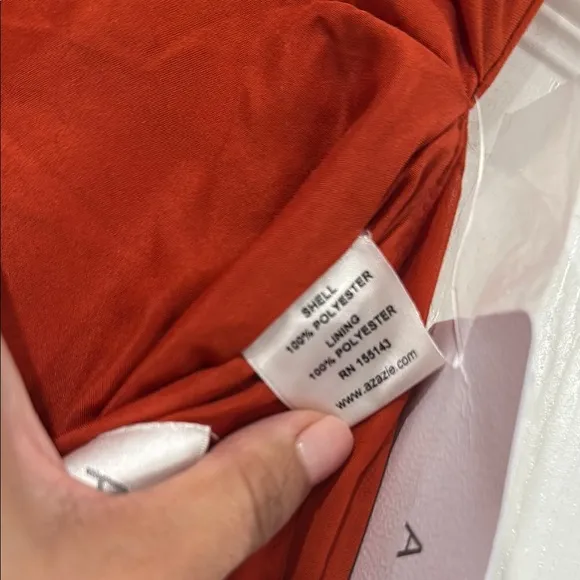 SHELL
100% POLYESTER
LINING
100% POLYESTER
RN 155143
www.azazie.com
A
A